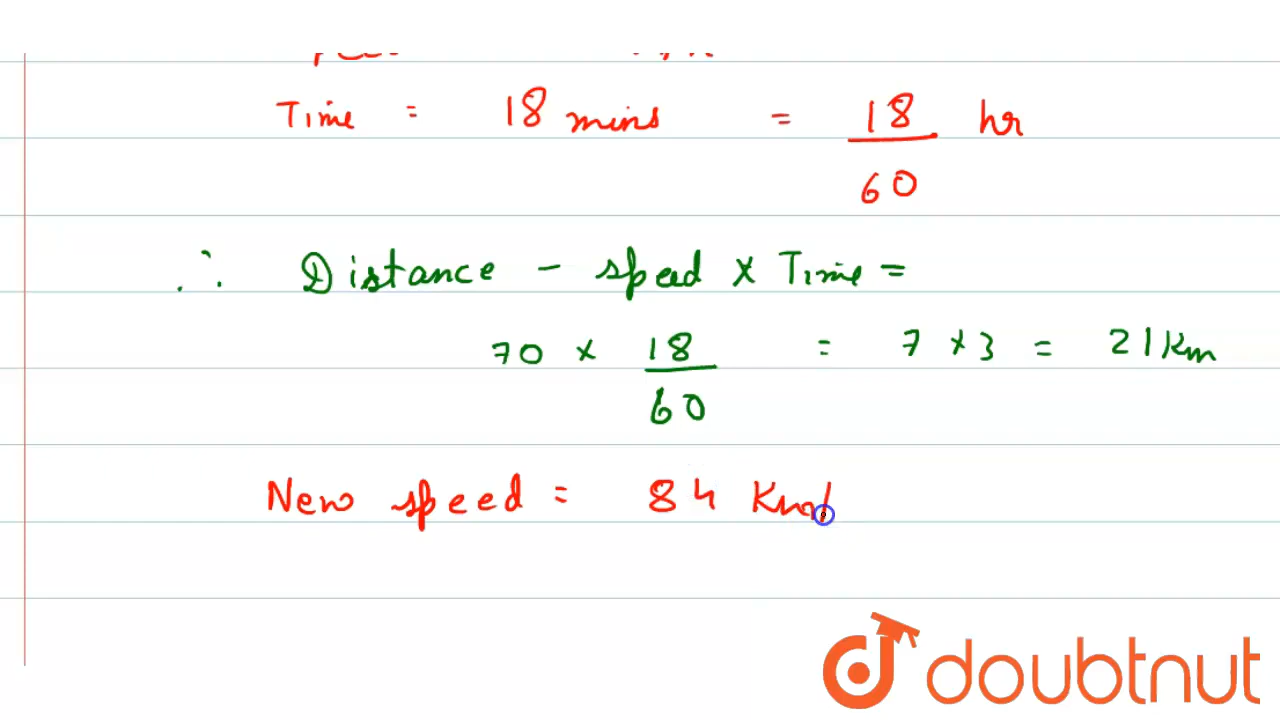 Time = 18 mins = 18/60 hr
∴ Distance - speed × Time =
70 × 18/60 = 7 × 3 = 21 Km
New speed = 84 Km/
doubtnut